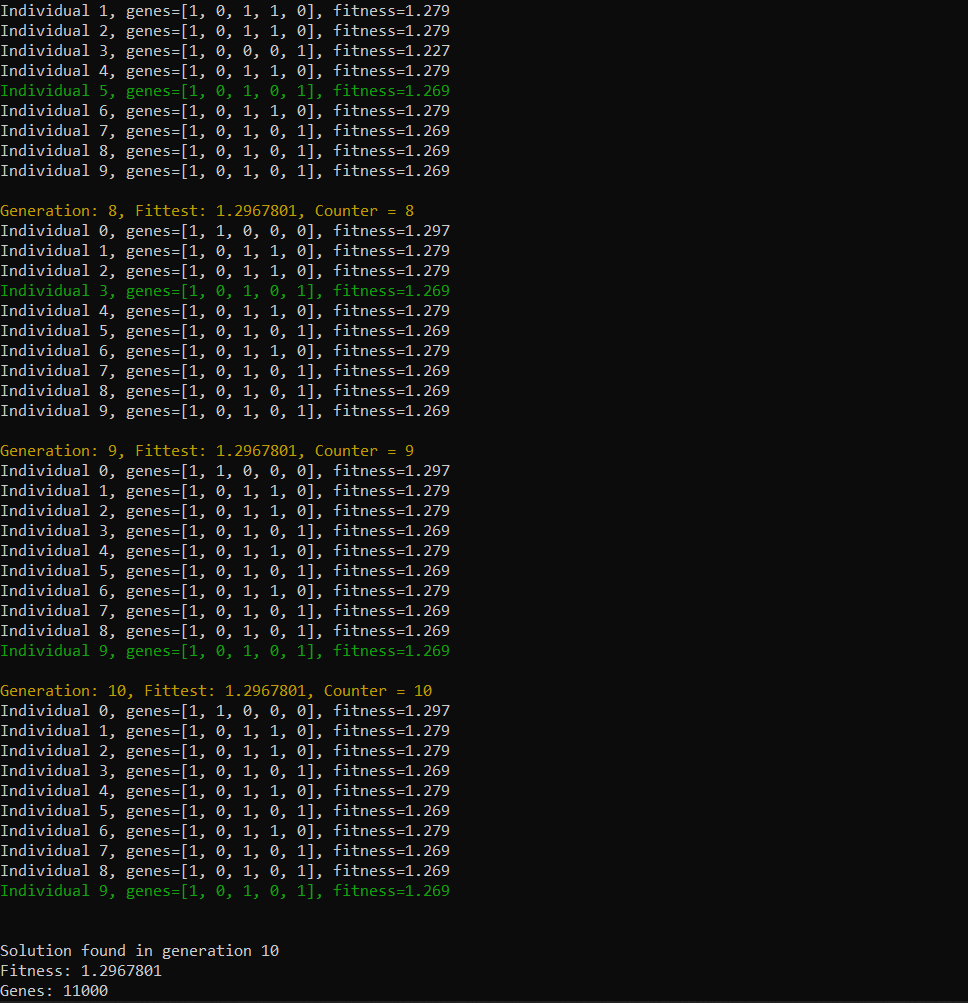 Individual 1, genes=[1, 0, 1, 1, 0], fitness=1.279
Individual 2, genes=[1, 0, 1, 1, 0], fitness=1.279
Individual 3, genes=[1, 0, 0, 0, 1], fitness=1.227
Individual 4, genes=[1, 0, 1, 1, 0], fitness=1.279
Individual 5, genes=[1, 0, 1, 0, 1], fitness=1.269
Individual 6, genes=[1, 0, 1, 1, 0], fitness=1.279
Individual 7, genes=[1, 0, 1, 0, 1], fitness=1.269
Individual 8, genes=[1, 0, 1, 0, 1], fitness=1.269
Individual 9, genes=[1, 0, 1, 0, 1], fitness=1.269
Generation: 8, Fittest: 1.2967801, Counter = 8
Individual 0, genes=[1, 1, 0, 0, 0], fitness=1.297
Individual 1, genes=[1, 0, 1, 1, 0], fitness=1.279
Individual 2, genes=[1, 0, 1, 1, 0], fitness=1.279
Individual 3, genes=[1, 0, 1, 0, 1], fitness=1.269
Individual 4, genes=[1, 0, 1, 1, 0], fitness=1.279
Individual 5, genes=[1, 0, 1, 0, 1], fitness=1.269
Individual 6, genes=[1, 0, 1, 1, 0], fitness=1.279
Individual 7, genes=[1, 0, 1, 0, 1], fitness=1.269
Individual 8, genes=[1, 0, 1, 0, 1], fitness=1.269
Individual 9, genes=[1, 0, 1, 0, 1], fitness=1.269
Generation: 9, Fittest: 1.2967801, Counter = 9
Individual 0, genes=[1, 1, 0, 0, 0], fitness=1.297
Individual 1, genes=[1, 0, 1, 1, 0], fitness=1.279
Individual 2, genes=[1, 0, 1, 1, 0], fitness=1.279
Individual 3, genes=[1, 0, 1, 0, 1], fitness=1.269
Individual 4, genes=[1, 0, 1, 1, 0], fitness=1.279
Individual 5, genes=[1, 0, 1, 0, 1], fitness=1.269
Individual 6, genes=[1, 0, 1, 1, 0], fitness=1.279
Individual 7, genes=[1, 0, 1, 0, 1], fitness=1.269
Individual 8, genes=[1, 0, 1, 0, 1], fitness=1.269
Individual 9, genes=[1, 0, 1, 0, 1], fitness=1.269
Generation: 10, Fittest: 1.2967801, Counter = 10
Individual 0, genes=[1, 1, 0, 0, 0], fitness=1.297
Individual 1, genes=[1, 0, 1, 1, 0], fitness=1.279
Individual 2, genes=[1, 0, 1, 1, 0], fitness=1.279
Individual 3, genes=[1, 0, 1, 0, 1], fitness=1.269
Individual 4, genes=[1, 0, 1, 1, 0], fitness=1.279
Individual 5, genes=[1, 0, 1, 0, 1], fitness=1.269
Individual 6, genes=[1, 0, 1, 1, 0], fitness=1.279
Individual 7, genes=[1, 0, 1, 0, 1], fitness=1.269
Individual 8, genes=[1, 0, 1, 0, 1], fitness=1.269
Individual 9, genes=[1, 0, 1, 0, 1], fitness=1.269
Solution found in generation 10
Fitness: 1.2967801
Genes: 11000